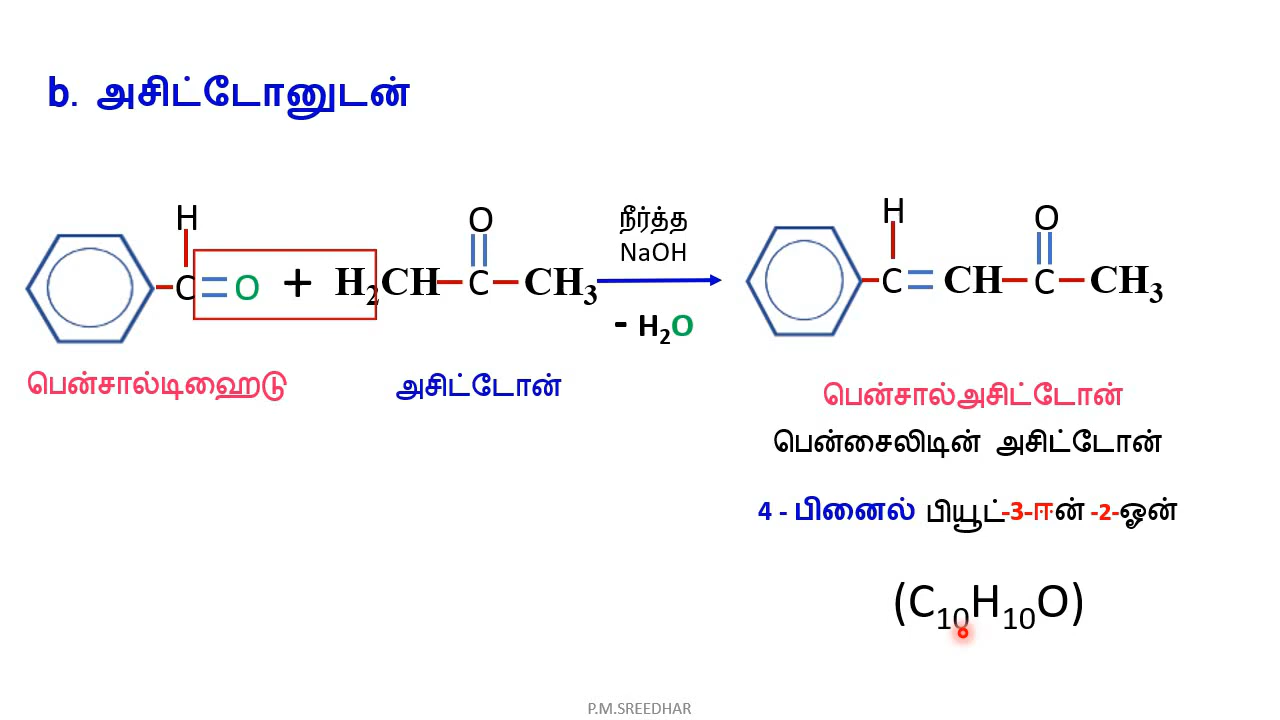 b. அசிட்டோனுடன்
H H
O O
நீர்த்த
NaOH
C = O + H₂CH – C – CH₃
C = CH – C – CH₃
- H₂O
பென்சால்டிஹைடு அசிட்டோன்
பென்சால்அசிட்டோன்
பென்சைலிடின் அசிட்டோன்
4 - பினைல் பியூட்-3-ஈன் -2-ஓன்
(C₁₀H₁₀O)
P.M.SREEDHAR